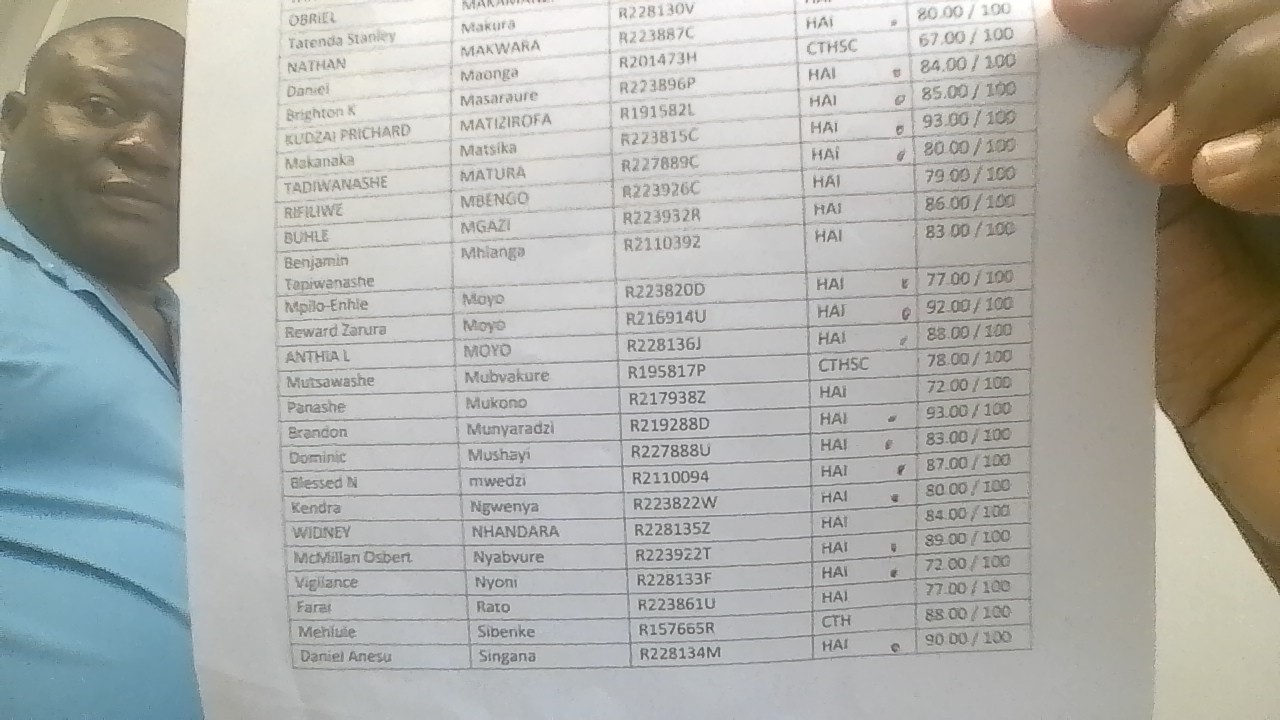 OBRIEL
Tatenda Stanley Makura R228130V
NATHAN MAKWARA R223887C HAi 80.00 / 100
Daniel Maonga R201473H CTHSC 67.00 / 100
Brighton K Masaraure R223896P HAI 84.00 / 100
KUDZAI PRICHARD MATIZIROFA R191582L HAI 85.00 / 100
Makanaka Matsika R223815C HAI 93.00 / 100
TADIWANASHE MATURA R227889C HAi 80.00 / 100
RIFILIWE MBENGO R223926C HAI 79.00 / 100
BUHLE MGAZI R223932R HAI 86.00 / 100
Benjamin Mhlanga R2110392 HAI 83.00 / 100
Tapiwanashe
Mpilo-Enhle Moyo R223820D HAI 77.00 / 100
Reward Zarura Moyo R216914U HAI 92.00 / 100
ANTHIA L MOYO R228136J HAI 88.00 / 100
Mutsawashe Mubvakure R195817P CTHSC 78.00 / 100
Panashe Mukono R217938Z HAI 72.00 / 100
Brandon Munyaradzi R219288D HAI 93.00 / 100
Dominic Mushayi R227888U HAI 83.00 / 100
Blessed N mwedzi R2110094 HAI 87.00 / 100
Kendra Ngwenya R223822W HAI 80.00 / 100
WIDNEY NHANDARA R228135Z HAI 84.00 / 100
McMillan Osbert Nyabvure R223922T HAI 89.00 / 100
Vigilance Nyoni R228133F HAI 72.00 / 100
Farai Rato R223861U HAI 77.00 / 100
Mehlule Sibenke R157665R CTH 88.00 / 100
Daniel Anesu Singana R228134M HAI 90.00 / 100